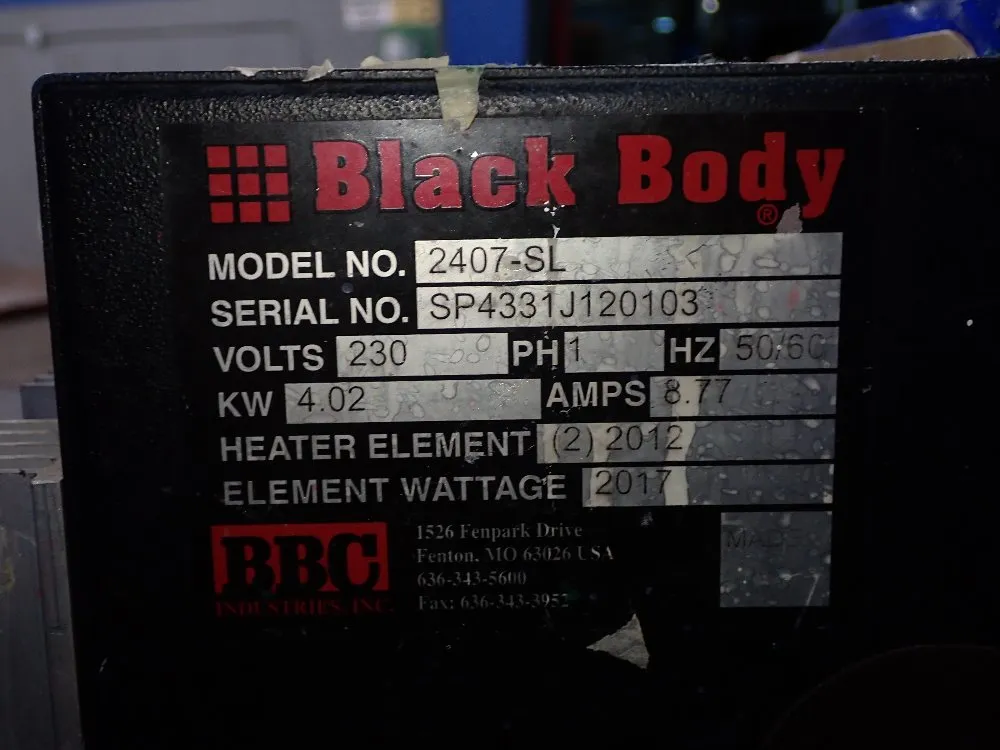 Black Body®
MODEL NO. 2407-SL
SERIAL NO. SP4331J120103
VOLTS 230 PH 1 HZ 50/60
KW 4.02 AMPS 8.77
HEATER ELEMENT (2) 2012
ELEMENT WATTAGE 2017
BBC
INDUSTRIES, INC.
1526 Fenpark Drive
Fenton, MO 63026 USA
636-343-5600
Fax: 636-343-3952
MADE